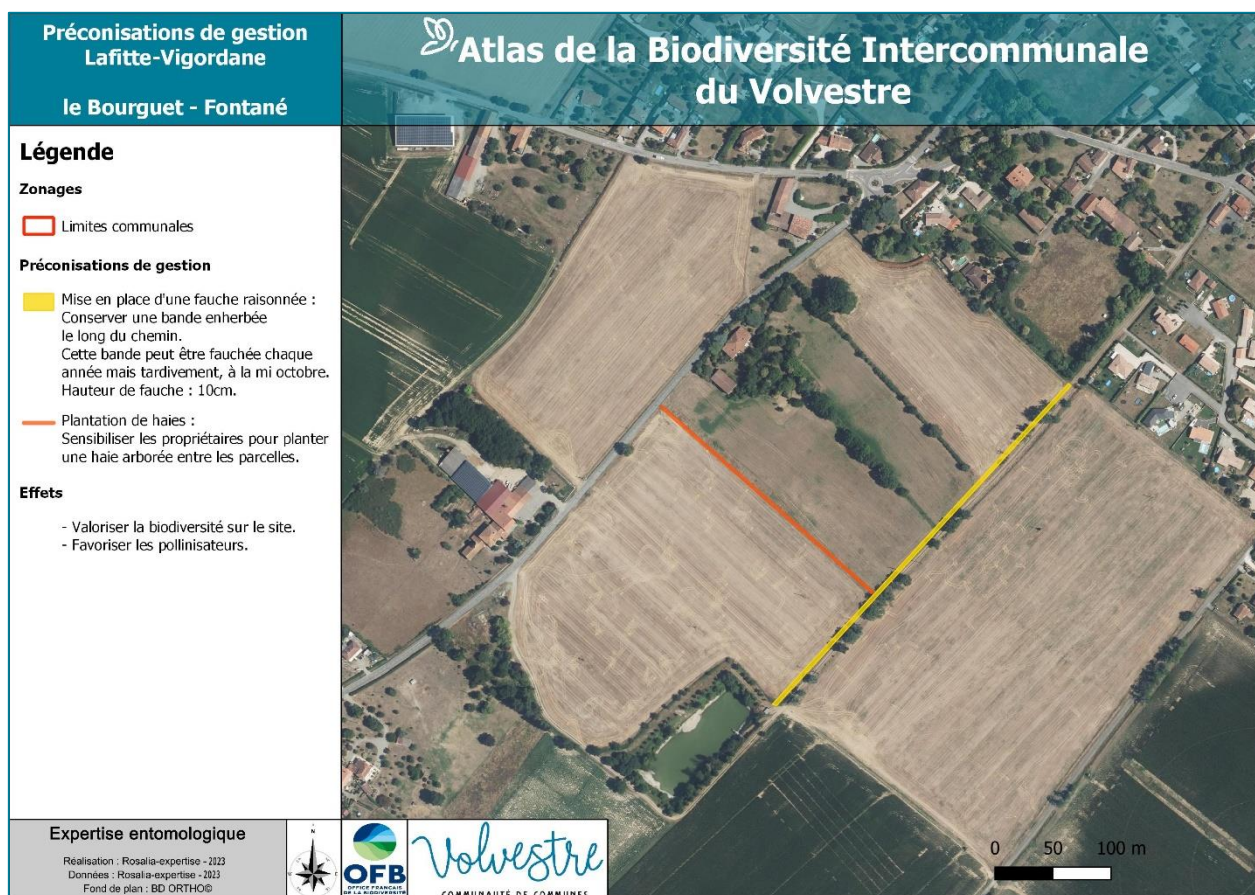 Préconisations de gestion
Lafitte-Vigordane
le Bourguet - Fontané
Atlas de la Biodiversité Intercommunale
du Volvestre
Légende
Zonages
Limites communales
Préconisations de gestion
Mise en place d'une fauche raisonnée :
Conserver une bande enherbée
le long du chemin.
Cette bande peut être fauchée chaque
année mais tardivement, à la mi octobre.
Hauteur de fauche : 10cm.
Plantation de haies :
Sensibiliser les propriétaires pour planter
une haie arborée entre les parcelles.
Effets
- Valoriser la biodiversité sur le site.
- Favoriser les pollinisateurs.
Expertise entomologique
Réalisation : Rosalia-expertise - 2023
Données : Rosalia-expertise - 2023
Fond de plan : BD ORTHO©
N
OFB
OFFICE FRANÇAIS
DE LA BIODIVERSITÉ
Volvestre
COMMUNAUTÉ DE COMMUNES
0 50 100 m